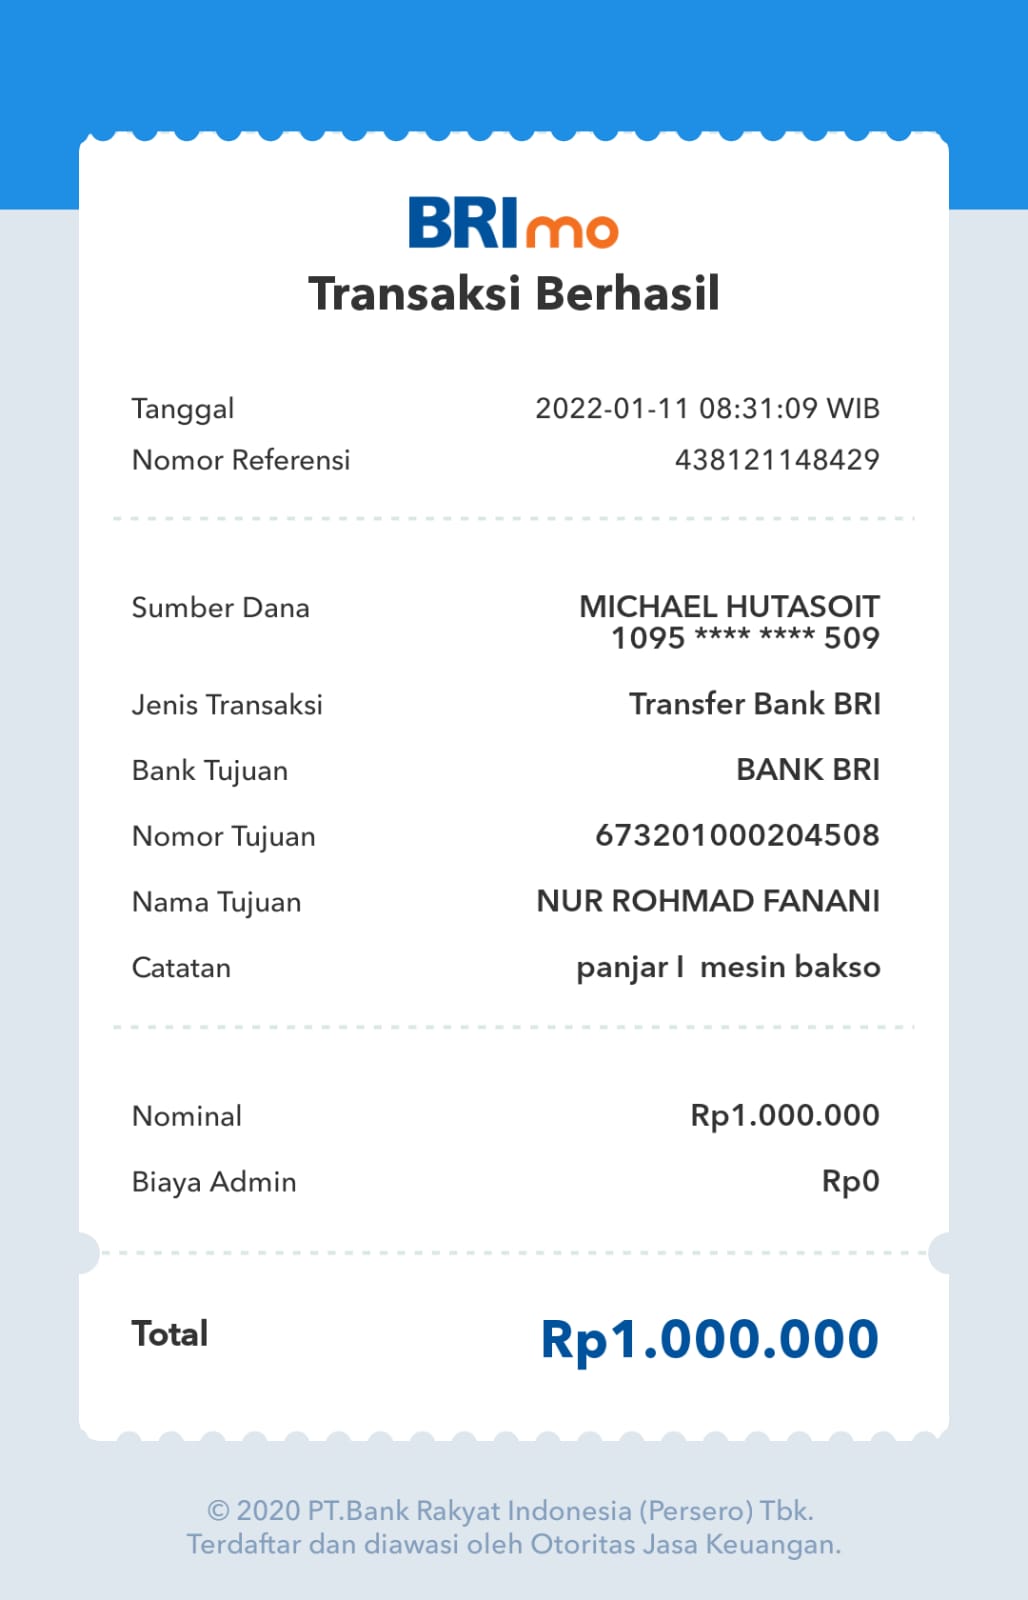 BRImo
Transaksi Berhasil
Tanggal 2022-01-11 08:31:09 WIB
Nomor Referensi 438121148429
Sumber Dana MICHAEL HUTASOIT
1095 **** **** 509
Jenis Transaksi Transfer Bank BRI
Bank Tujuan BANK BRI
Nomor Tujuan 673201000204508
Nama Tujuan NUR ROHMAD FANANI
Catatan panjar I  mesin bakso
Nominal Rp1.000.000
Biaya Admin Rp0
Total Rp1.000.000
© 2020 PT.Bank Rakyat Indonesia (Persero) Tbk.
Terdaftar dan diawasi oleh Otoritas Jasa Keuangan.